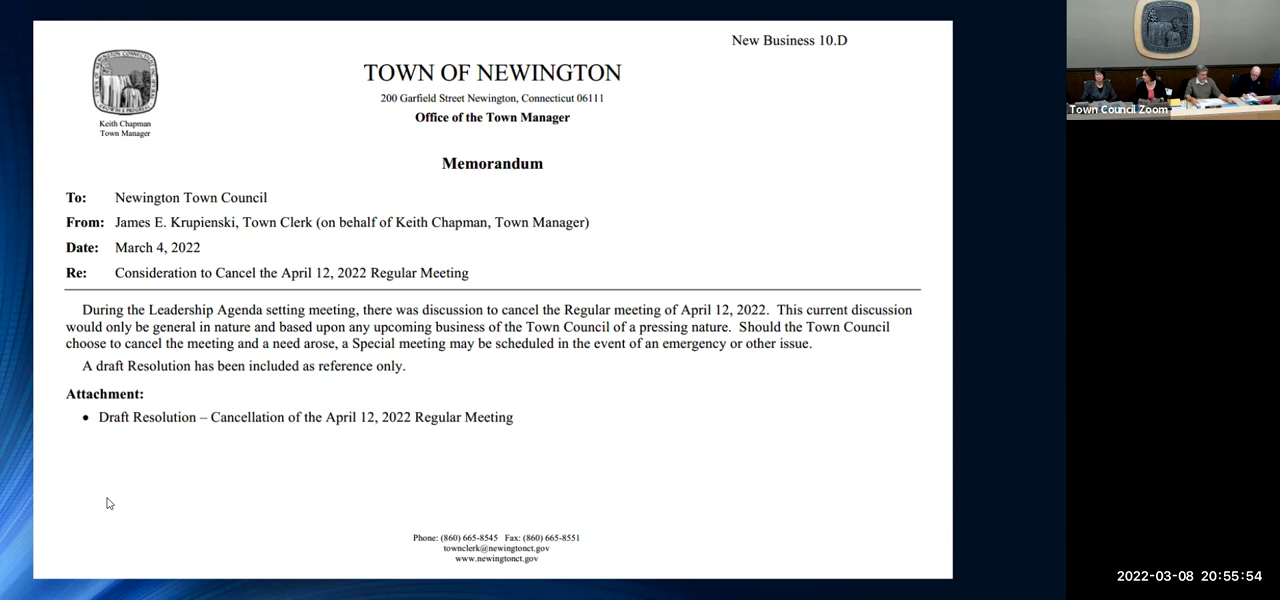 New Business 10.D
TOWN OF NEWINGTON
200 Garfield Street Newington, Connecticut 06111
Office of the Town Manager
Keith Chapman
Town Manager
Memorandum
To: Newington Town Council
From: James E. Krupienski, Town Clerk (on behalf of Keith Chapman, Town Manager)
Date: March 4, 2022
Re: Consideration to Cancel the April 12, 2022 Regular Meeting
During the Leadership Agenda setting meeting, there was discussion to cancel the Regular meeting of April 12, 2022. This current discussion
would only be general in nature and based upon any upcoming business of the Town Council of a pressing nature. Should the Town Council
choose to cancel the meeting and a need arose, a Special meeting may be scheduled in the event of an emergency or other issue.
A draft Resolution has been included as reference only.
Attachment:
• Draft Resolution – Cancellation of the April 12, 2022 Regular Meeting
Phone: (860) 665-8545 Fax: (860) 665-8551
townclerk@newingtonct.gov
www.newingtonct.gov
Town Council Zoom
2022-03-08 20:55:54